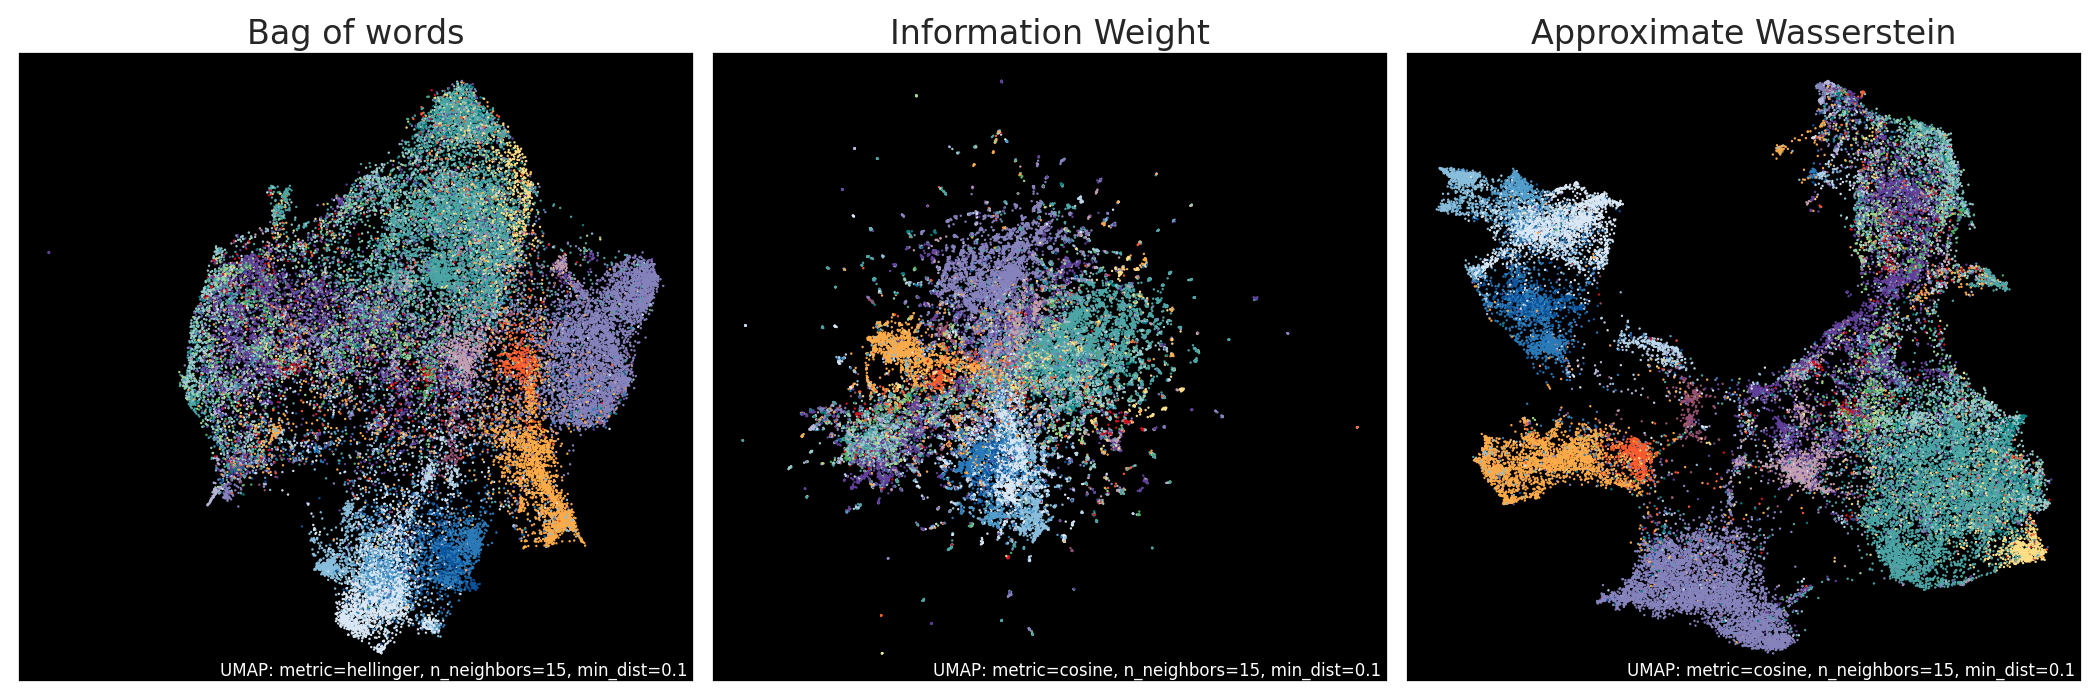 Bag of words
Information Weight
Approximate Wasserstein
UMAP: metric=hellinger, n_neighbors=15, min_dist=0.1
UMAP: metric=cosine, n_neighbors=15, min_dist=0.1
UMAP: metric=cosine, n_neighbors=15, min_dist=0.1